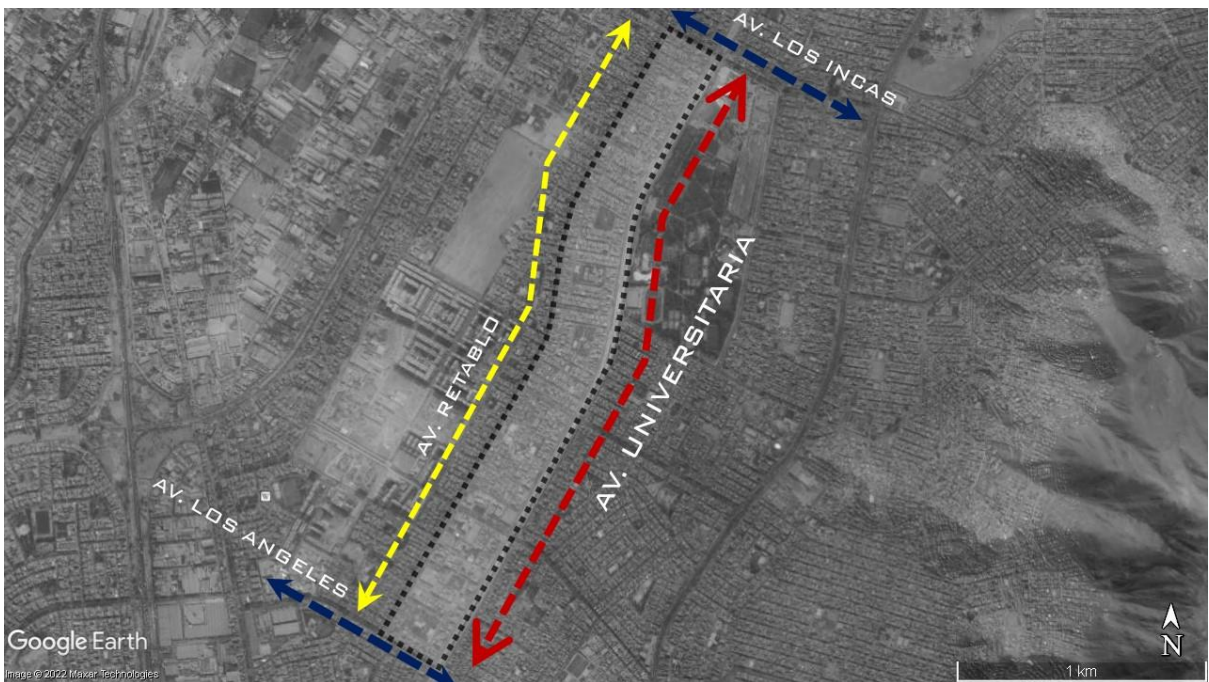 AV. LOS INCAS
AV. RETABLO
AV. UNIVERSITARIA
AV. LOS ANGELES
Google Earth
Image © 2022 Maxar Technologies
N
1 km